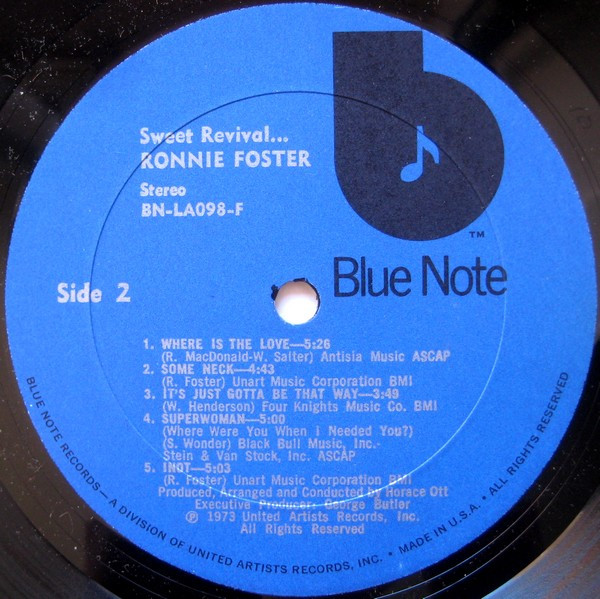 Sweet Revival...
RONNIE FOSTER
Stereo
BN-LA098-F
b
TM
Blue Note
Side 2
1. WHERE IS THE LOVE—5:26
(R. MacDonald-W. Salter) Antisia Music ASCAP
2. SOME NECK—4:43
(R. Foster) Unart Music Corporation BMI
3. IT'S JUST GOTTA BE THAT WAY—3:49
(W. Henderson) Four Knights Music Co. BMI
4. SUPERWOMAN—5:00
(Where Were You When I Needed You?)
(S. Wonder) Black Bull Music, Inc.-
Stein & Van Stock, Inc. ASCAP
5. INOT—5:03
(R. Foster) Unart Music Corporation BMI
Produced, Arranged and Conducted by Horace Ott
Executive Producer: George Butler
℗ 1973 United Artists Records, Inc.
All Rights Reserved
BLUE NOTE RECORDS—A DIVISION OF UNITED ARTISTS RECORDS, INC. • MADE IN U.S.A. • ALL RIGHTS RESERVED